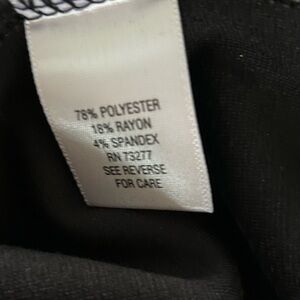 78% POLYESTER
18% RAYON
4% SPANDEX
RN 73277
SEE REVERSE
FOR CARE